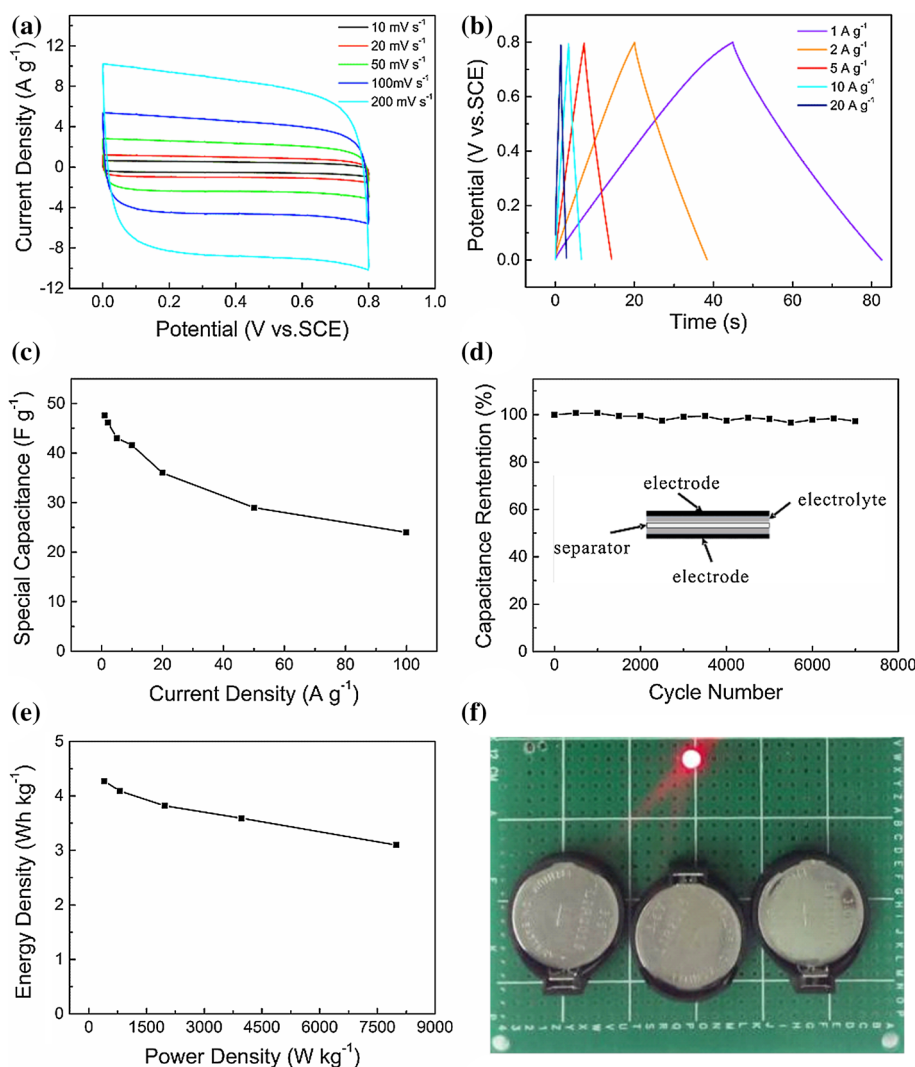 (a)
10 mV s⁻¹
20 mV s⁻¹
50 mV s⁻¹
100mV s⁻¹
200 mV s⁻¹
Current Density (A g⁻¹)
12
8
4
0
-4
-8
-12
0.0 0.2 0.4 0.6 0.8 1.0
Potential (V vs.SCE)
(b)
1 A g⁻¹
2 A g⁻¹
5 A g⁻¹
10 A g⁻¹
20 A g⁻¹
Potential (V vs.SCE)
0.8
0.6
0.4
0.2
0.0
0 20 40 60 80
Time (s)
(c)
Special Capacitance (F g⁻¹)
50
40
30
20
10
0
0 20 40 60 80 100
Current Density (A g⁻¹)
(d)
Capacitance Rentention (%)
100
80
60
40
20
0
electrode
electrolyte
separator
electrode
0 2000 4000 6000 8000
Cycle Number
(e)
Energy Density (Wh kg⁻¹)
5
4
3
2
1
0
0 1500 3000 4500 6000 7500 9000
Power Density (W kg⁻¹)
(f)